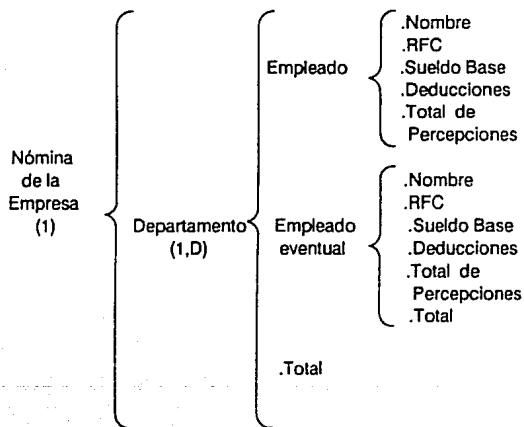 Nómina
de la
Empresa
(1)
Departamento
(1,D)
Empleado
.Nombre
.RFC
.Sueldo Base
.Deducciones
.Total de
Percepciones
Empleado
eventual
.Nombre
.RFC
.Sueldo Base
.Deducciones
.Total de
Percepciones
.Total
.Total